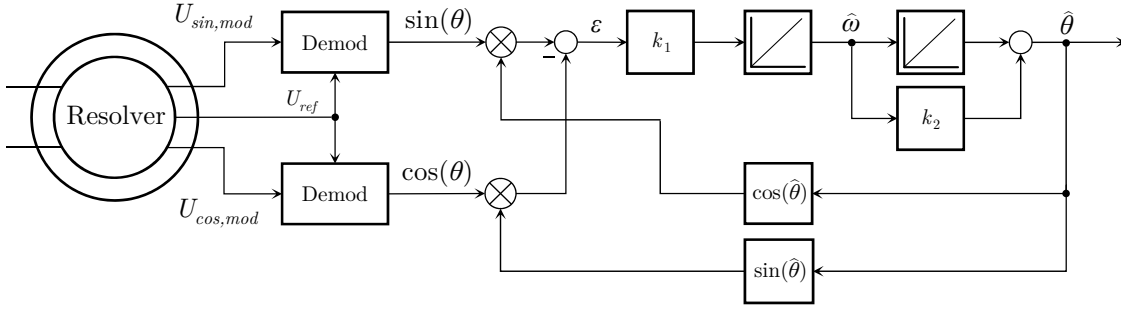 U_{sin,mod}
Demod
sin(θ)
ε
k_1
ω̂
θ̂
Resolver
U_{ref}
k_2
U_{cos,mod}
Demod
cos(θ)
−
cos(θ̂)
sin(θ̂)